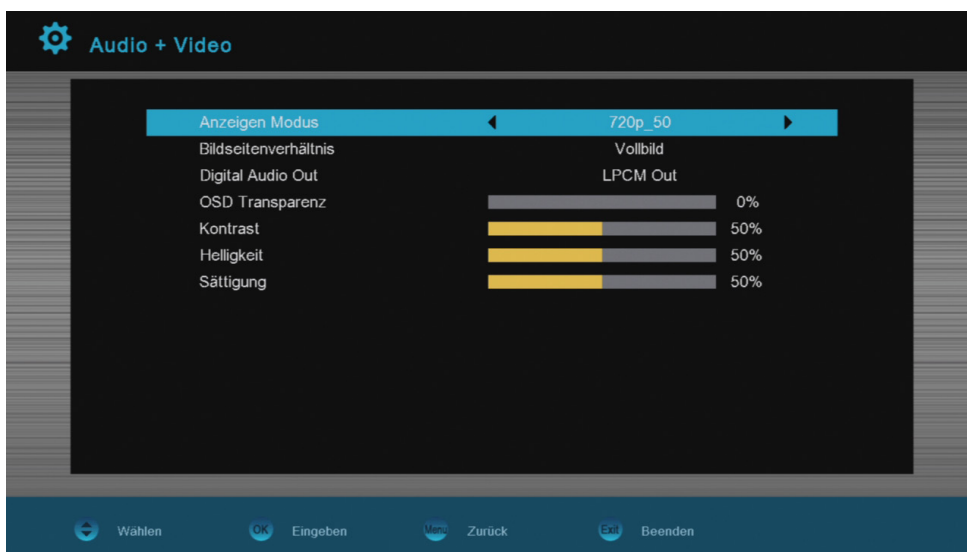 Audio + Video
Anzeigen Modus 720p_50
Bildseitenverhältnis Vollbild
Digital Audio Out LPCM Out
OSD Transparenz 0%
Kontrast 50%
Helligkeit 50%
Sättigung 50%
Wählen OK Eingeben Menu Zurück Exit Beenden